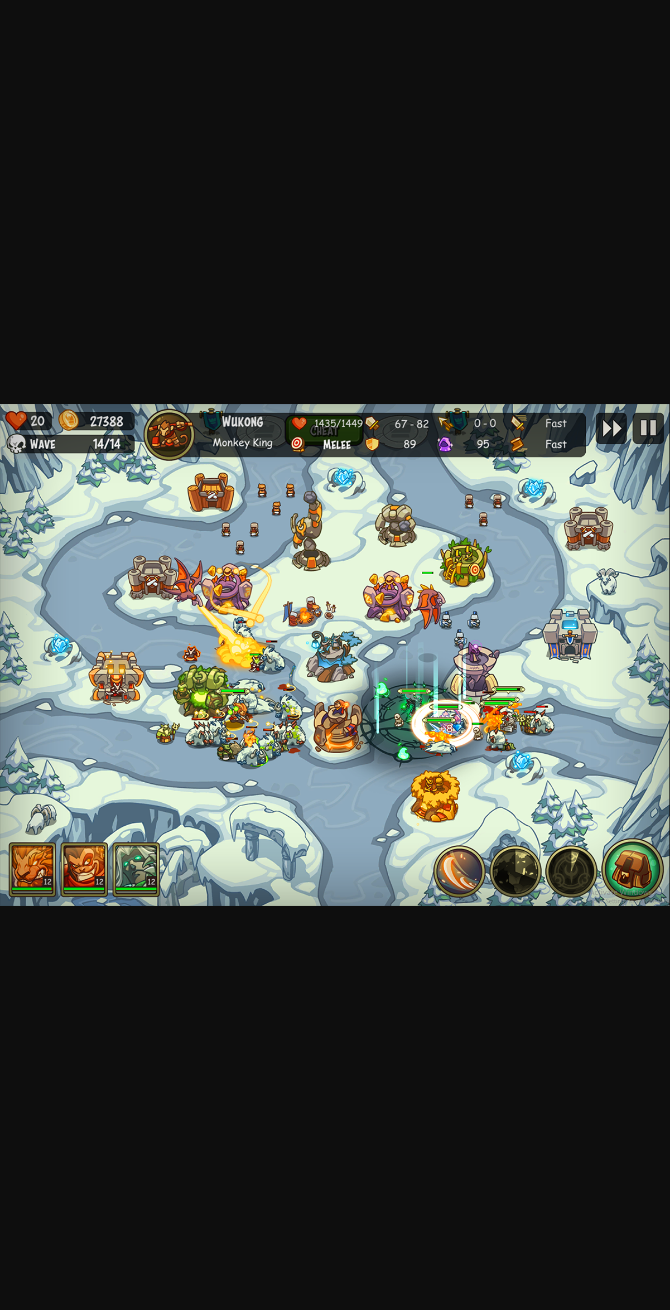 20
27388
WAVE 14/14
WUKONG
Monkey King
1435/1449
67 - 82
0 - 0
Fast
CHEAT
MELEE
89
95
Fast
12
12
12